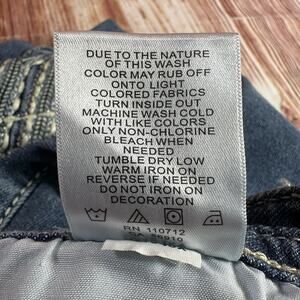 DUE TO THE NATURE
OF THIS WASH
COLOR MAY RUB OFF
ONTO LIGHT
COLORED FABRICS
TURN INSIDE OUT
MACHINE WASH COLD
WITH LIKE COLORS
ONLY NON-CHLORINE
BLEACH WHEN
NEEDED
TUMBLE DRY LOW
WARM IRON ON
REVERSE IF NEEDED
DO NOT IRON ON
DECORATION
RN 110712